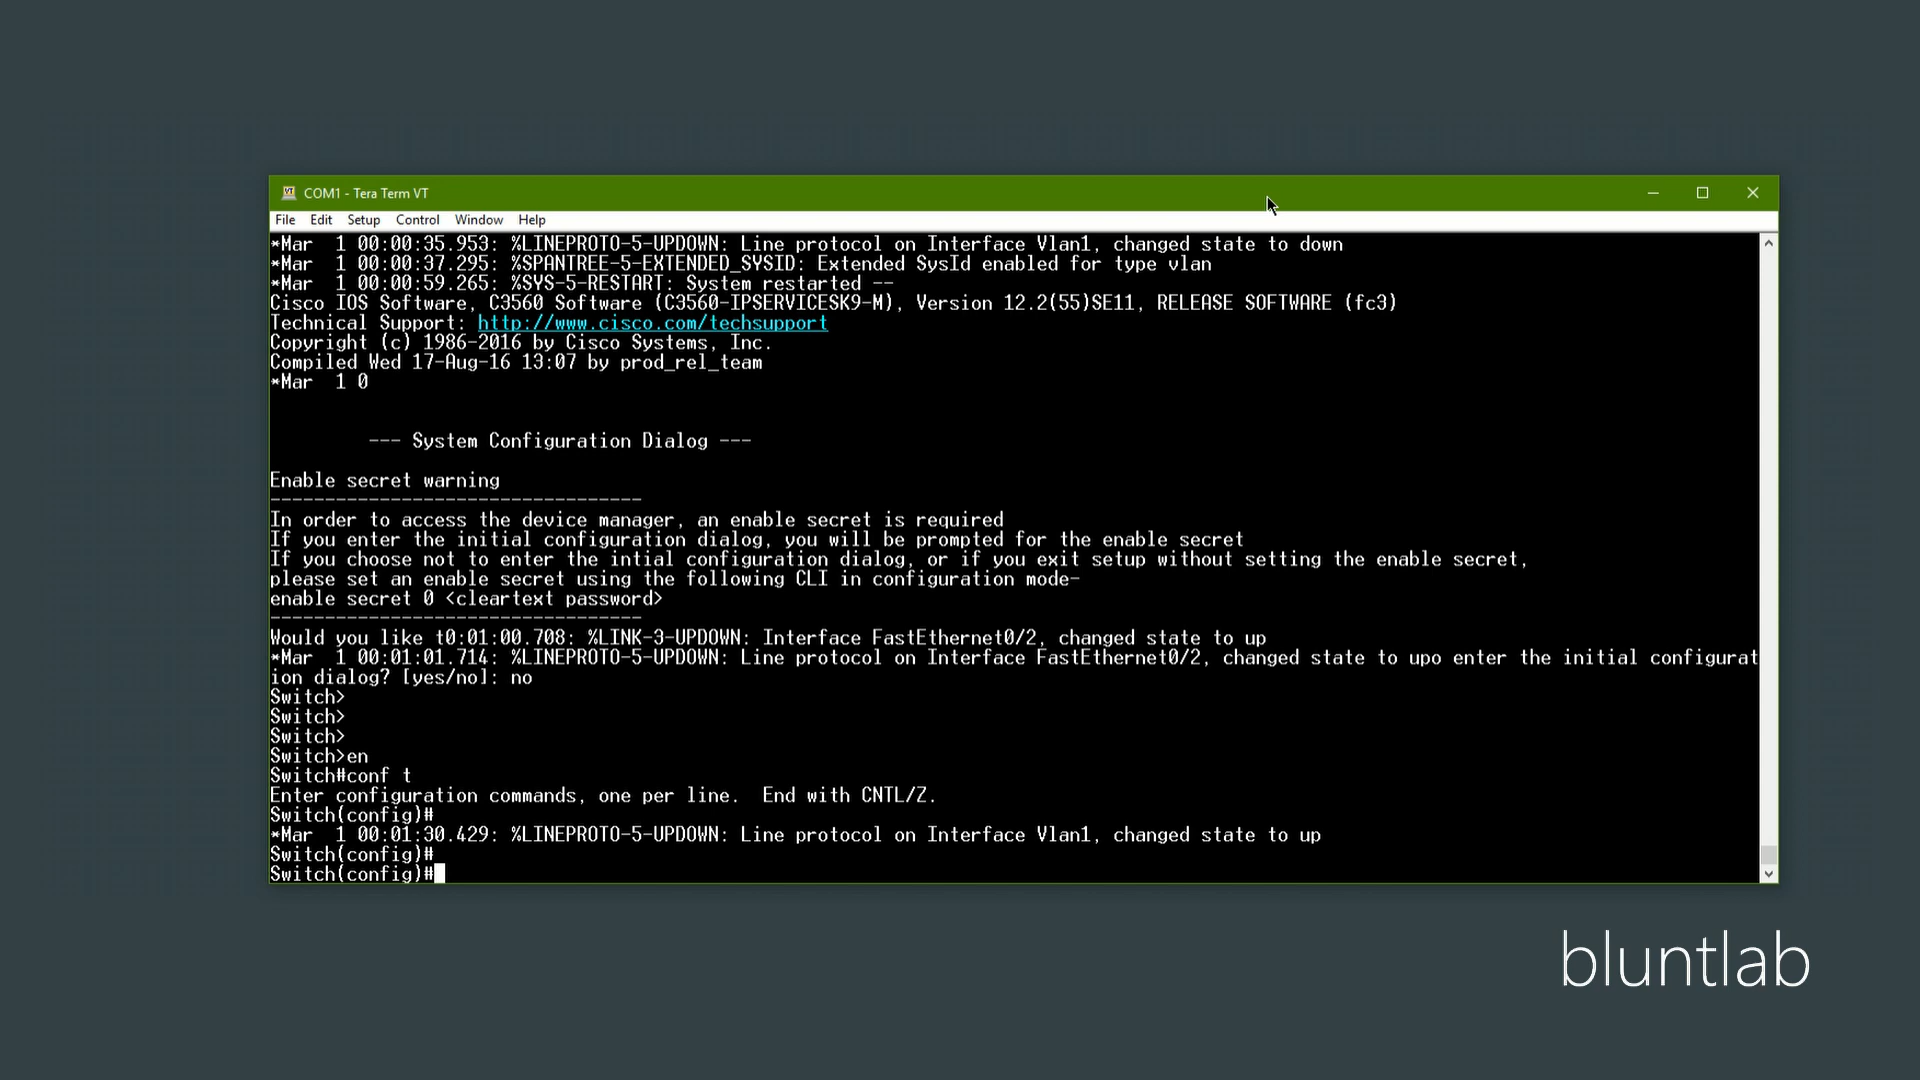 COM1 - Tera Term VT
File Edit Setup Control Window Help
*Mar  1 00:00:35.953: %LINEPROTO-5-UPDOWN: Line protocol on Interface Vlan1, changed state to down
*Mar  1 00:00:37.295: %SPANTREE-5-EXTENDED_SYSID: Extended SysId enabled for type vlan
*Mar  1 00:00:59.265: %SYS-5-RESTART: System restarted --
Cisco IOS Software, C3560 Software (C3560-IPSERVICESK9-M), Version 12.2(55)SE11, RELEASE SOFTWARE (fc3)
Technical Support: http://www.cisco.com/techsupport
Copyright (c) 1986-2016 by Cisco Systems, Inc.
Compiled Wed 17-Aug-16 13:07 by prod_rel_team
*Mar  1 0
--- System Configuration Dialog ---
Enable secret warning
----------------------------------
In order to access the device manager, an enable secret is required
If you enter the initial configuration dialog, you will be prompted for the enable secret
If you choose not to enter the intial configuration dialog, or if you exit setup without setting the enable secret,
please set an enable secret using the following CLI in configuration mode-
enable secret 0 <cleartext password>
----------------------------------
Would you like t0:01:00.708: %LINK-3-UPDOWN: Interface FastEthernet0/2, changed state to up
*Mar  1 00:01:01.714: %LINEPROTO-5-UPDOWN: Line protocol on Interface FastEthernet0/2, changed state to upo enter the initial configurat
ion dialog? [yes/no]: no
Switch>
Switch>
Switch>
Switch>en
Switch#conf t
Enter configuration commands, one per line.  End with CNTL/Z.
Switch(config)#
*Mar  1 00:01:30.429: %LINEPROTO-5-UPDOWN: Line protocol on Interface Vlan1, changed state to up
Switch(config)#
Switch(config)#
bluntlab